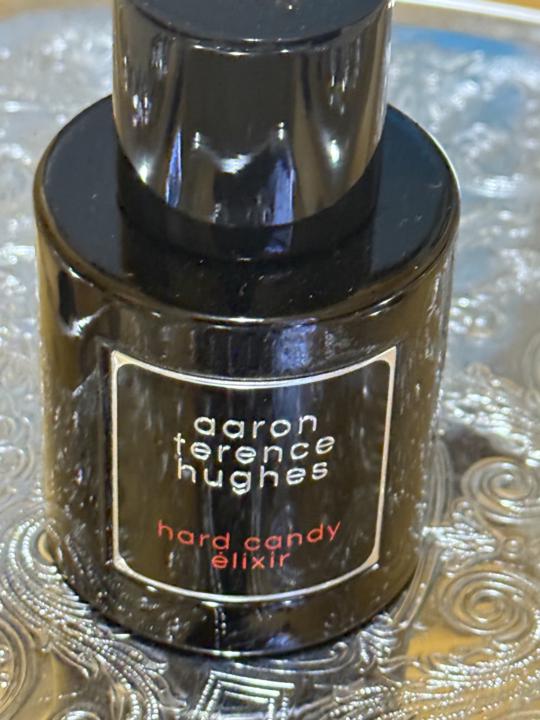 aaron
terence
hughes
hard candy
élixir